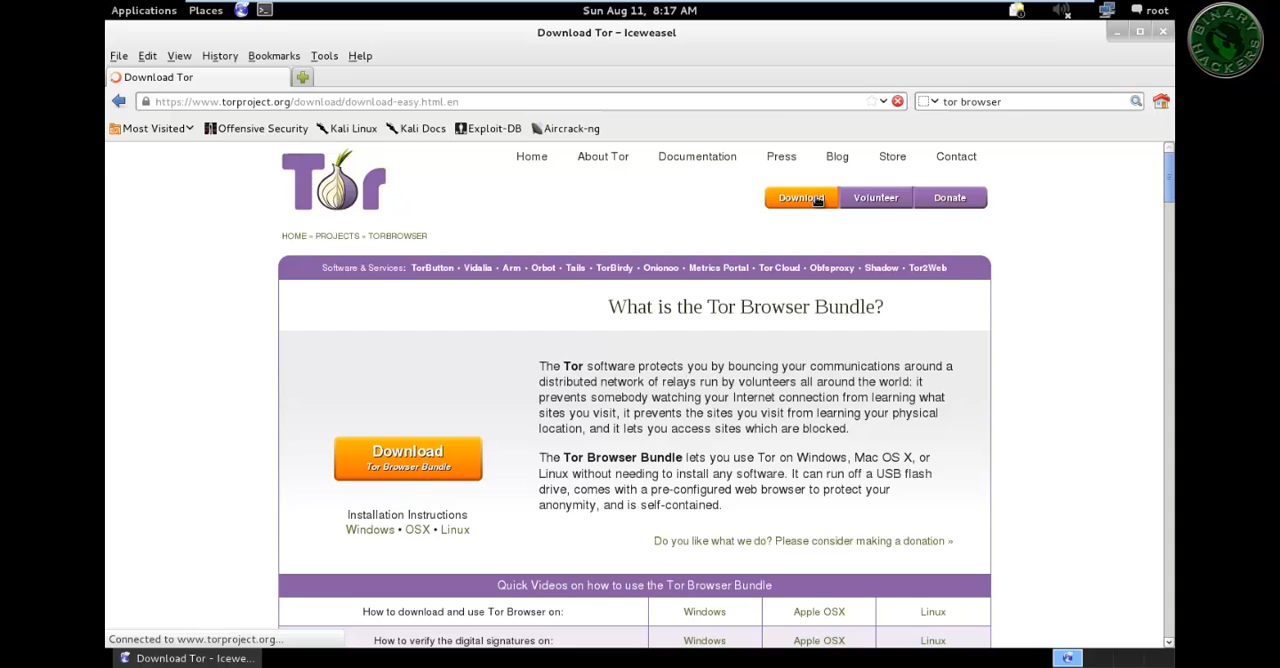 Applications Places Sun Aug 11, 8:17 AM root
BINARY HACKERS
Download Tor – Iceweasel
File Edit View History Bookmarks Tools Help
Download Tor
https://www.torproject.org/download/download-easy.html.en tor browser
Most Visited Offensive Security Kali Linux Kali Docs Exploit-DB Aircrack-ng
Tor
Home About Tor Documentation Press Blog Store Contact
Download Volunteer Donate
HOME » PROJECTS » TORBROWSER
Software & Services: TorButton • Vidalia • Arm • Orbot • Tails • TorBirdy • Onionoo • Metrics Portal • Tor Cloud • Obfsproxy • Shadow • Tor2Web
What is the Tor Browser Bundle?
The Tor software protects you by bouncing your communications around a
distributed network of relays run by volunteers all around the world: it
prevents somebody watching your Internet connection from learning what
sites you visit, it prevents the sites you visit from learning your physical
location, and it lets you access sites which are blocked.
Download
Tor Browser Bundle
The Tor Browser Bundle lets you use Tor on Windows, Mac OS X, or
Linux without needing to install any software. It can run off a USB flash
drive, comes with a pre-configured web browser to protect your
anonymity, and is self-contained.
Installation Instructions
Windows • OSX • Linux
Do you like what we do? Please consider making a donation »
Quick Videos on how to use the Tor Browser Bundle
How to download and use Tor Browser on: Windows Apple OSX Linux
How to verify the digital signatures on: Windows Apple OSX Linux
Connected to www.torproject.org...
Download Tor - Icewe...